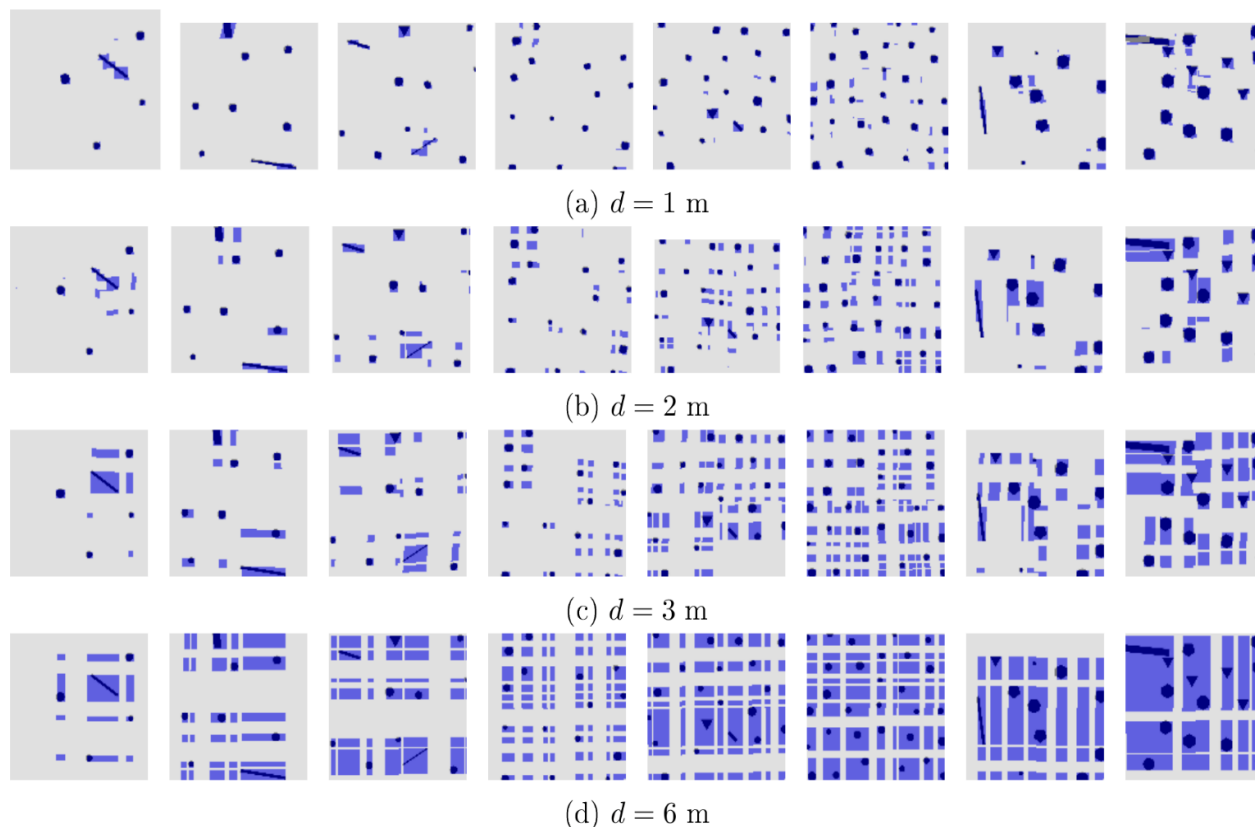 (a) d = 1 m
(b) d = 2 m
(c) d = 3 m
(d) d = 6 m